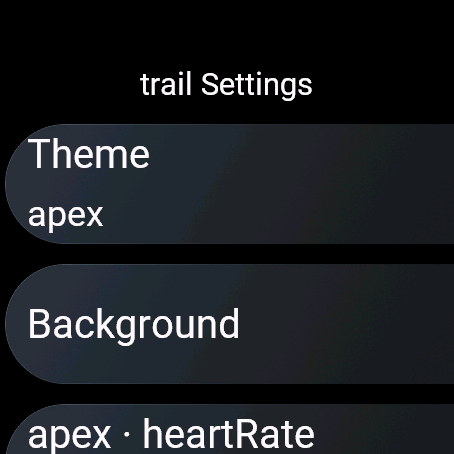 trail Settings
Theme
apex
Background
apex · heartRate